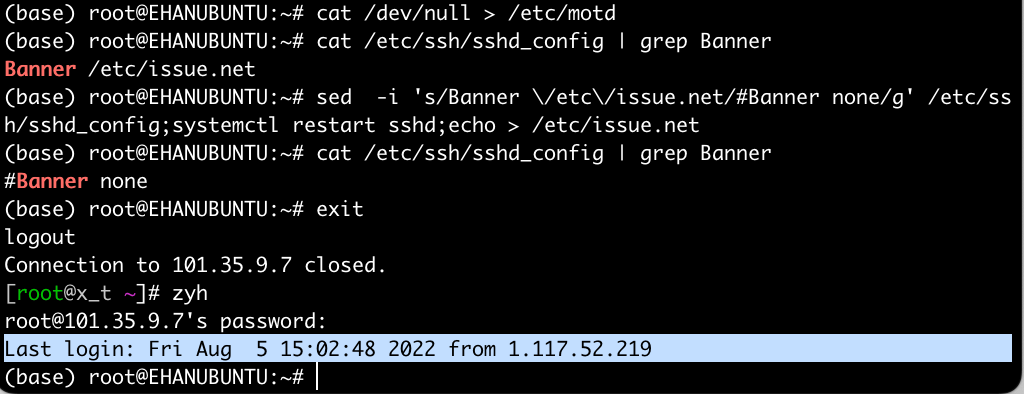 (base) root@EHANUBUNTU:~# cat /dev/null > /etc/motd
(base) root@EHANUBUNTU:~# cat /etc/ssh/sshd_config | grep Banner
Banner /etc/issue.net
(base) root@EHANUBUNTU:~# sed  -i 's/Banner \/etc\/issue.net/#Banner none/g' /etc/ss
h/sshd_config;systemctl restart sshd;echo > /etc/issue.net
(base) root@EHANUBUNTU:~# cat /etc/ssh/sshd_config | grep Banner
#Banner none
(base) root@EHANUBUNTU:~# exit
logout
Connection to 101.35.9.7 closed.
[root@x_t ~]# zyh
root@101.35.9.7's password:
Last login: Fri Aug  5 15:02:48 2022 from 1.117.52.219
(base) root@EHANUBUNTU:~#